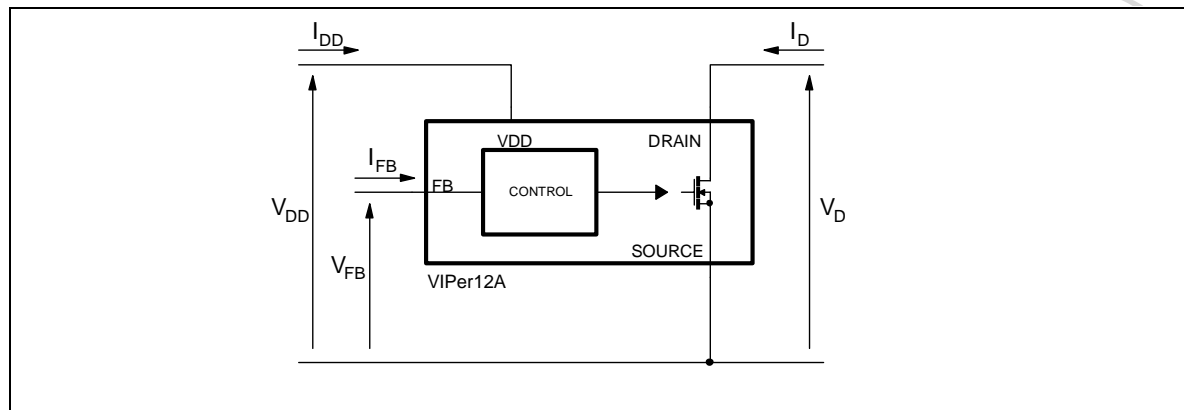 I_DD I_D
VDD DRAIN
I_FB
FB CONTROL
V_DD V_D
SOURCE
V_FB
VIPer12A